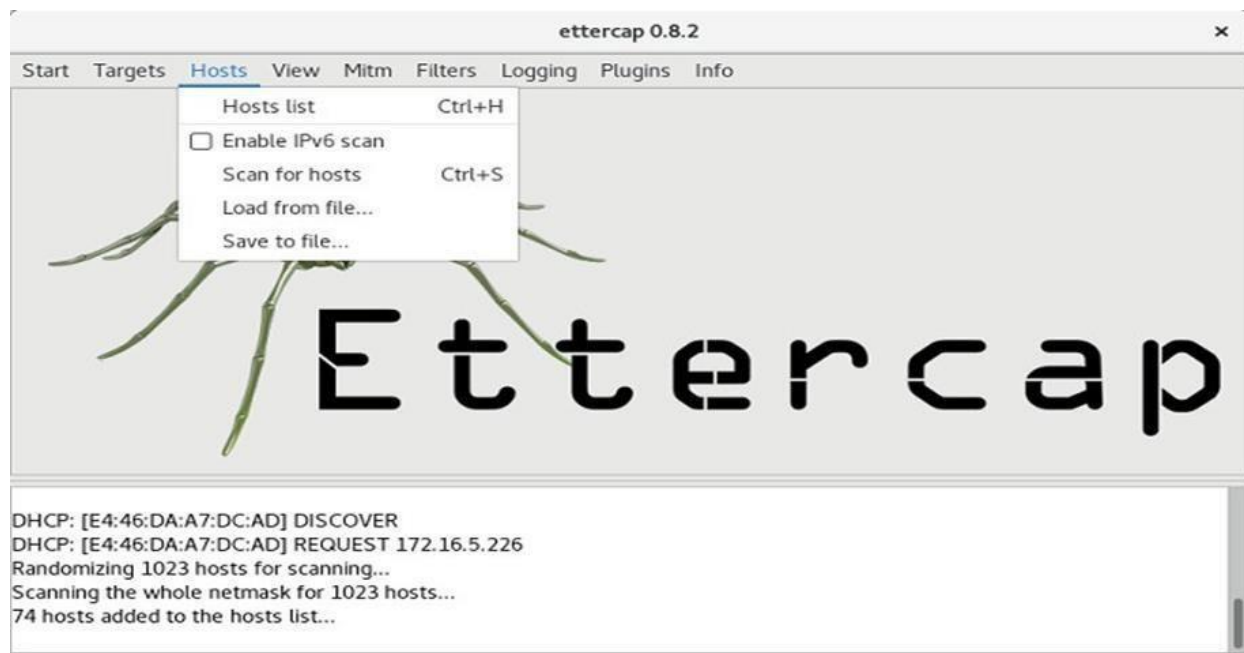 ettercap 0.8.2 ×
Start Targets Hosts View Mitm Filters Logging Plugins Info
Hosts list Ctrl+H
Enable IPv6 scan
Scan for hosts Ctrl+S
Load from file...
Save to file...
Ettercap
DHCP: [E4:46:DA:A7:DC:AD] DISCOVER
DHCP: [E4:46:DA:A7:DC:AD] REQUEST 172.16.5.226
Randomizing 1023 hosts for scanning...
Scanning the whole netmask for 1023 hosts...
74 hosts added to the hosts list...